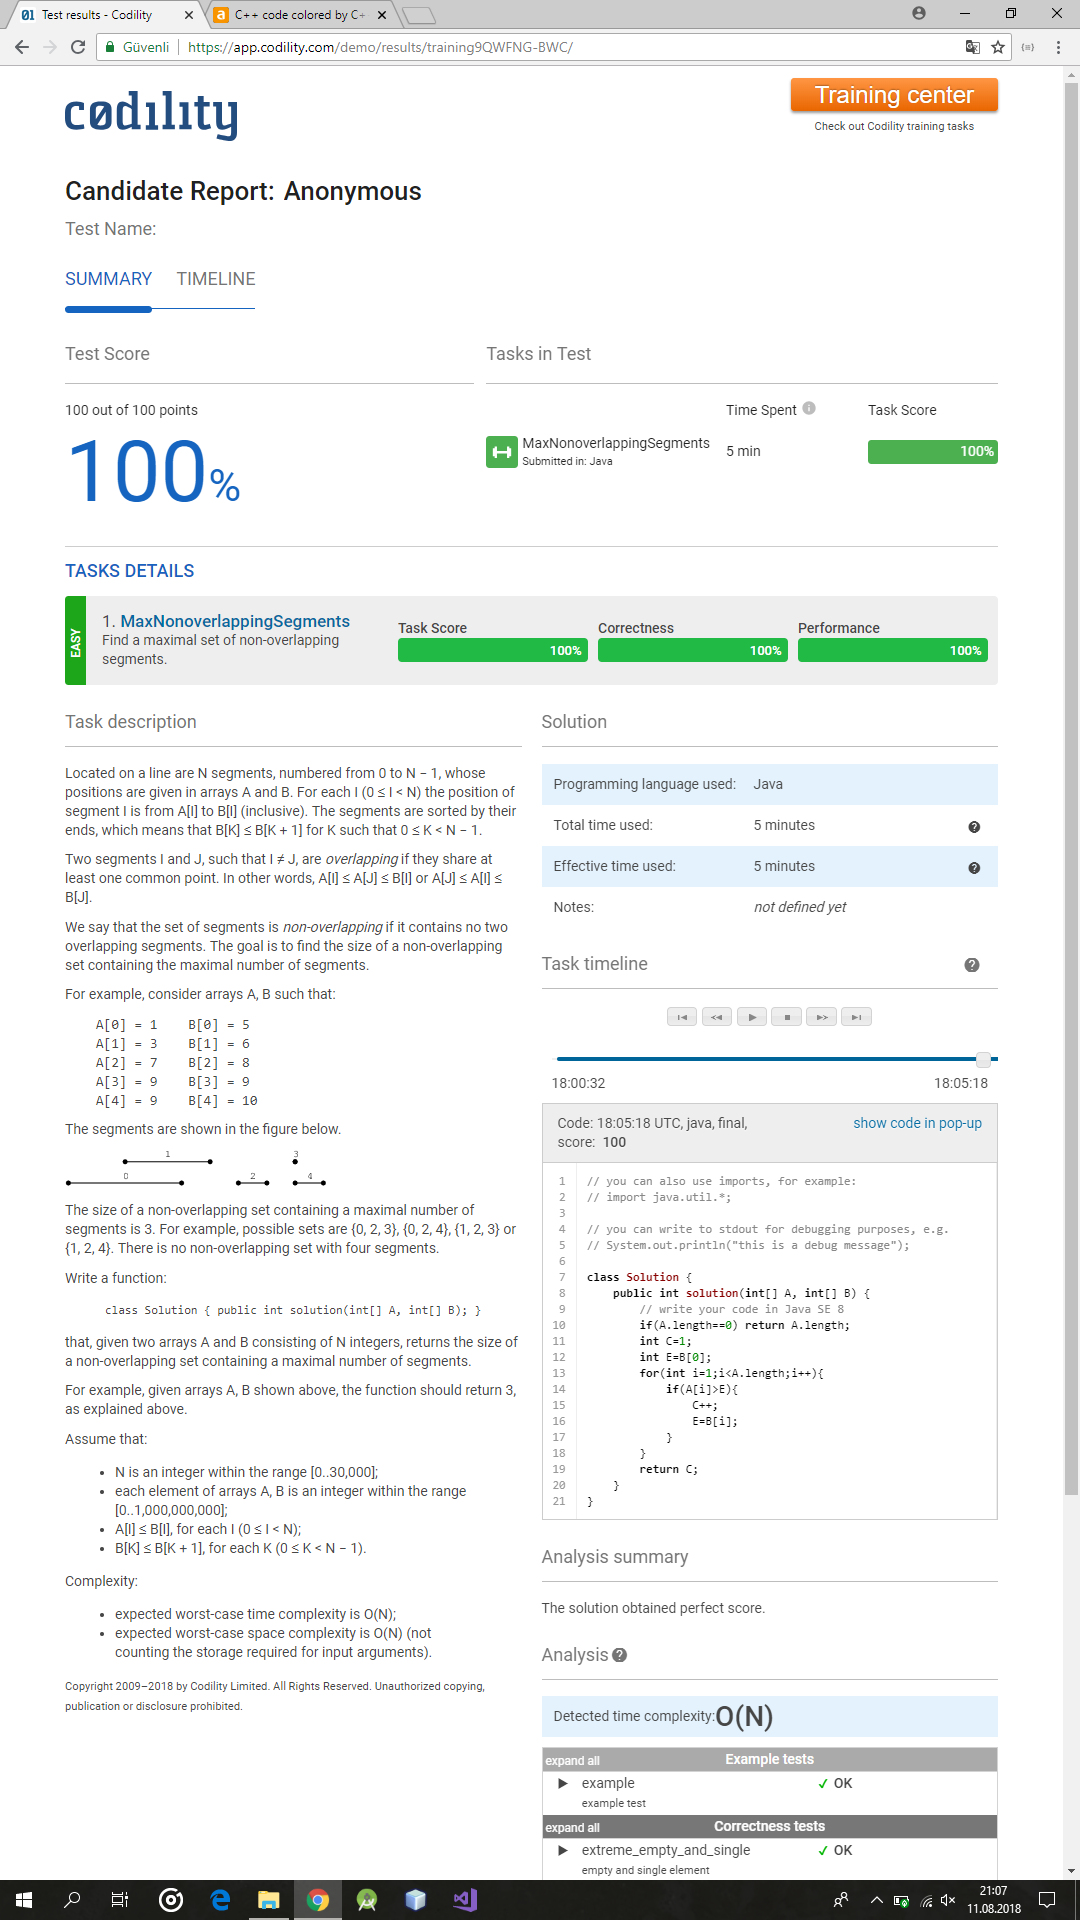 Test results - Codility
C++ code colored by C+
Güvenli
https://app.codility.com/demo/results/training9QWFNG-BWC/
codility
Training center
Check out Codility training tasks
Candidate Report: Anonymous
Test Name:
SUMMARY TIMELINE
Test Score
100 out of 100 points
100%
Tasks in Test
Time Spent Task Score
MaxNonoverlappingSegments
Submitted in: Java
5 min
100%
TASKS DETAILS
EASY
1. MaxNonoverlappingSegments
Find a maximal set of non-overlapping
segments.
Task Score
100%
Correctness
100%
Performance
100%
Task description
Located on a line are N segments, numbered from 0 to N − 1, whose
positions are given in arrays A and B. For each I (0 ≤ I < N) the position of
segment I is from A[I] to B[I] (inclusive). The segments are sorted by their
ends, which means that B[K] ≤ B[K + 1] for K such that 0 ≤ K < N − 1.
Two segments I and J, such that I ≠ J, are overlapping if they share at
least one common point. In other words, A[I] ≤ A[J] ≤ B[I] or A[J] ≤ A[I] ≤
B[J].
We say that the set of segments is non-overlapping if it contains no two
overlapping segments. The goal is to find the size of a non-overlapping
set containing the maximal number of segments.
For example, consider arrays A, B such that:
A[0] = 1 B[0] = 5
A[1] = 3 B[1] = 6
A[2] = 7 B[2] = 8
A[3] = 9 B[3] = 9
A[4] = 9 B[4] = 10
The segments are shown in the figure below.
1 3
0 2 4
The size of a non-overlapping set containing a maximal number of
segments is 3. For example, possible sets are {0, 2, 3}, {0, 2, 4}, {1, 2, 3} or
{1, 2, 4}. There is no non-overlapping set with four segments.
Write a function:
class Solution { public int solution(int[] A, int[] B); }
that, given two arrays A and B consisting of N integers, returns the size of
a non-overlapping set containing a maximal number of segments.
For example, given arrays A, B shown above, the function should return 3,
as explained above.
Assume that:
• N is an integer within the range [0..30,000];
• each element of arrays A, B is an integer within the range
[0..1,000,000,000];
• A[I] ≤ B[I], for each I (0 ≤ I < N);
• B[K] ≤ B[K + 1], for each K (0 ≤ K < N − 1).
Complexity:
• expected worst-case time complexity is O(N);
• expected worst-case space complexity is O(N) (not
counting the storage required for input arguments).
Copyright 2009–2018 by Codility Limited. All Rights Reserved. Unauthorized copying,
publication or disclosure prohibited.
Solution
Programming language used: Java
Total time used: 5 minutes
Effective time used: 5 minutes
Notes: not defined yet
Task timeline
18:00:32 18:05:18
Code: 18:05:18 UTC, java, final,
score: 100
show code in pop-up
1 // you can also use imports, for example:
2 // import java.util.*;
3
4 // you can write to stdout for debugging purposes, e.g.
5 // System.out.println("this is a debug message");
6
7 class Solution {
8 public int solution(int[] A, int[] B) {
9 // write your code in Java SE 8
10 if(A.length==0) return A.length;
11 int C=1;
12 int E=B[0];
13 for(int i=1;i<A.length;i++){
14 if(A[i]>E){
15 C++;
16 E=B[i];
17 }
18 }
19 return C;
20 }
21 }
Analysis summary
The solution obtained perfect score.
Analysis
Detected time complexity: O(N)
expand all Example tests
example ✓ OK
example test
expand all Correctness tests
extreme_empty_and_single ✓ OK
empty and single element
21:07
11.08.2018